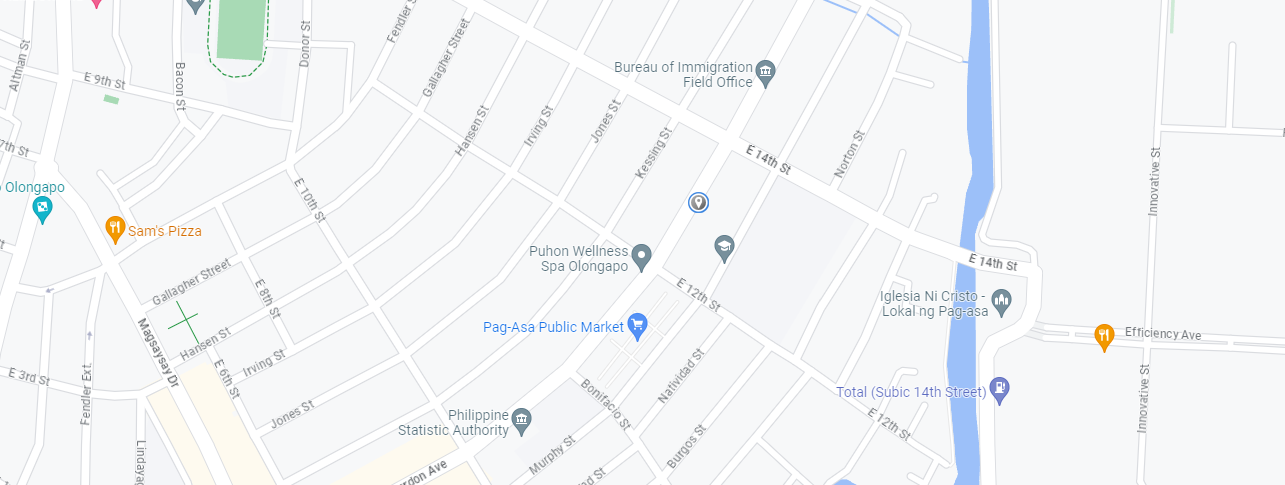 Altman St
E 9th St
Bacon St
Donor St
Fendler St
Gallagher Street
Bureau of Immigration
Field Office
Hansen St
Irving St
Jones St
Kessing St
E 14th St
Norton St
Innovative St
7th St
Olongapo
Sam's Pizza
E 10th St
Puhon Wellness
Spa Olongapo
E 14th St
Gallagher Street
E 8th St
E 12th St
Iglesia Ni Cristo -
Lokal ng Pag-asa
Pag-Asa Public Market
Efficiency Ave
Magsaysay Dr
Hansen St
Irving St
E 6th St
E 3rd St
Fendler Ext
Jones St
Natividad St
Bonifacio St
Total (Subic 14th Street)
Innovative St
Philippine
Statistic Authority
E 12th St
Murphy St
Burgos St